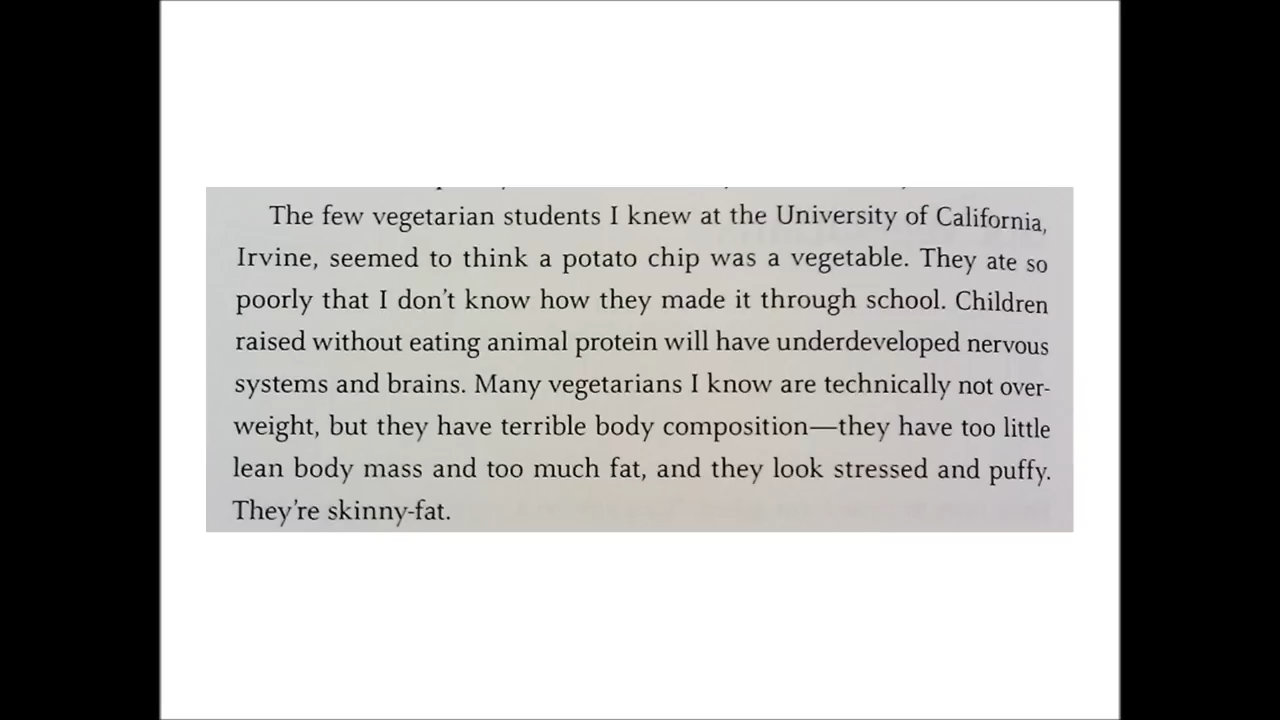 The few vegetarian students I knew at the University of California,
Irvine, seemed to think a potato chip was a vegetable. They ate so
poorly that I don't know how they made it through school. Children
raised without eating animal protein will have underdeveloped nervous
systems and brains. Many vegetarians I know are technically not over-
weight, but they have terrible body composition—they have too little
lean body mass and too much fat, and they look stressed and puffy.
They're skinny-fat.